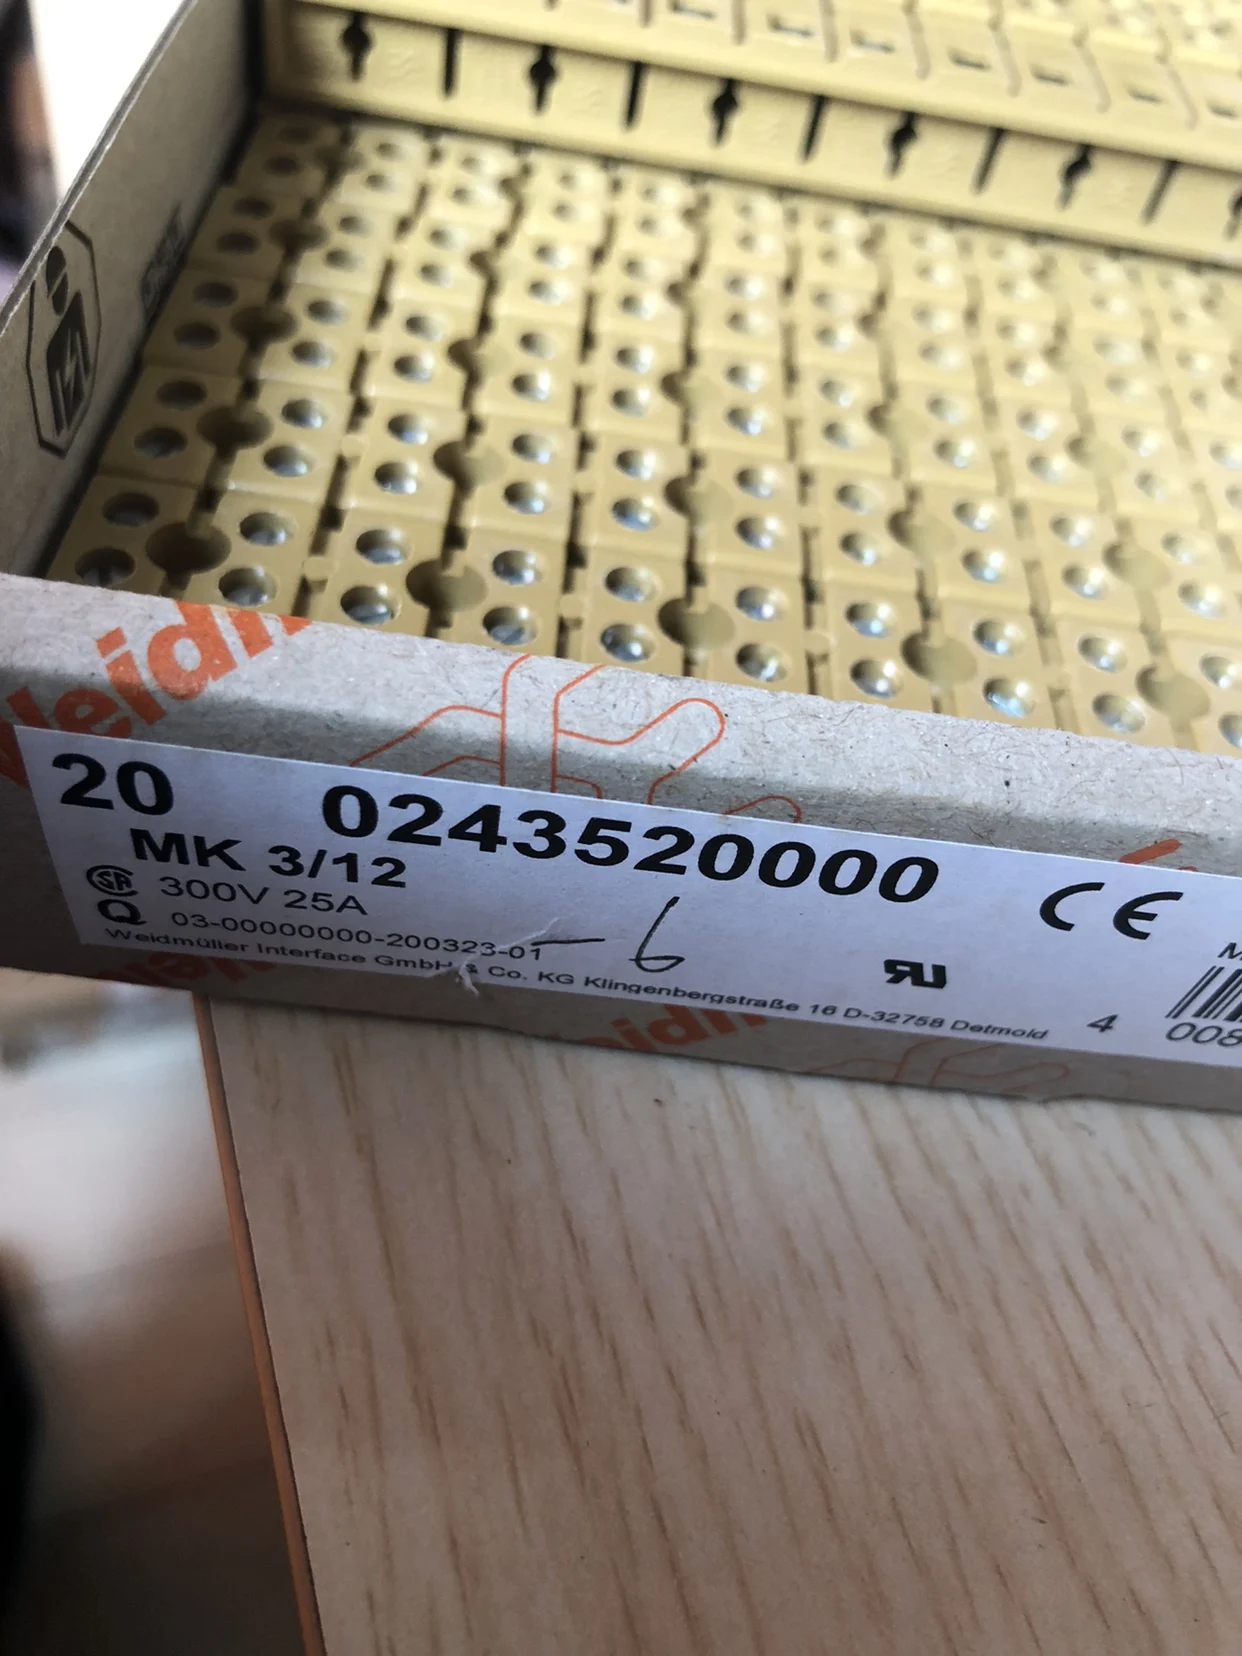 Weidm
20 0243520000
MK 3/12
300V 25A
03-00000000-200323-01 - 6
Weidmüller Interface GmbH & Co. KG Klingenbergstraße 16 D-32758 Detmold
CE
4 008